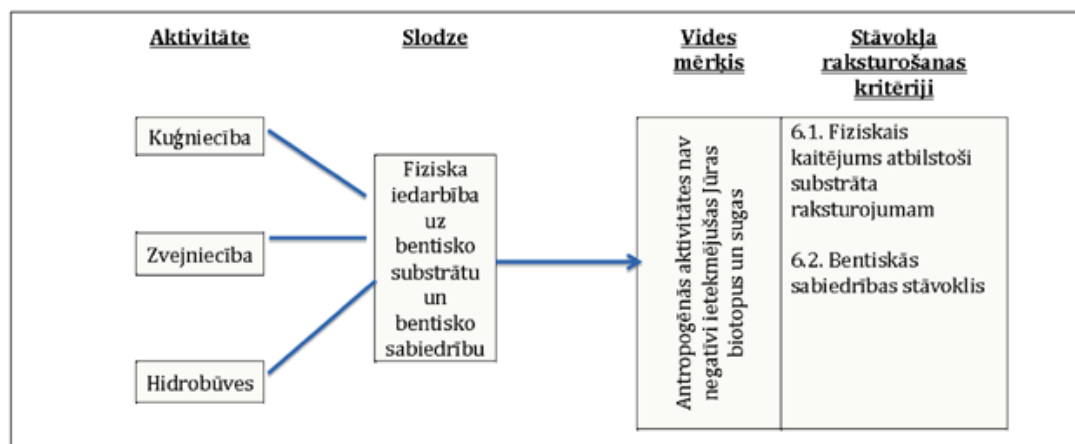 Aktivitāte
Slodze
Vides
mērķis
Stāvokļa
raksturošanas
kritēriji
Kuģniecība
Zvejniecība
Hidrobūves
Fiziska
iedarbība
uz
bentisko
substrātu
un
bentisko
sabiedrību
Antropogēnās aktivitātes nav
negatīvi ietekmējušas Jūras
biotopus un sugas
6.1. Fiziskais
kaitējums atbilstoši
substrāta
raksturojumam
6.2. Bentiskās
sabiedrības stāvoklis